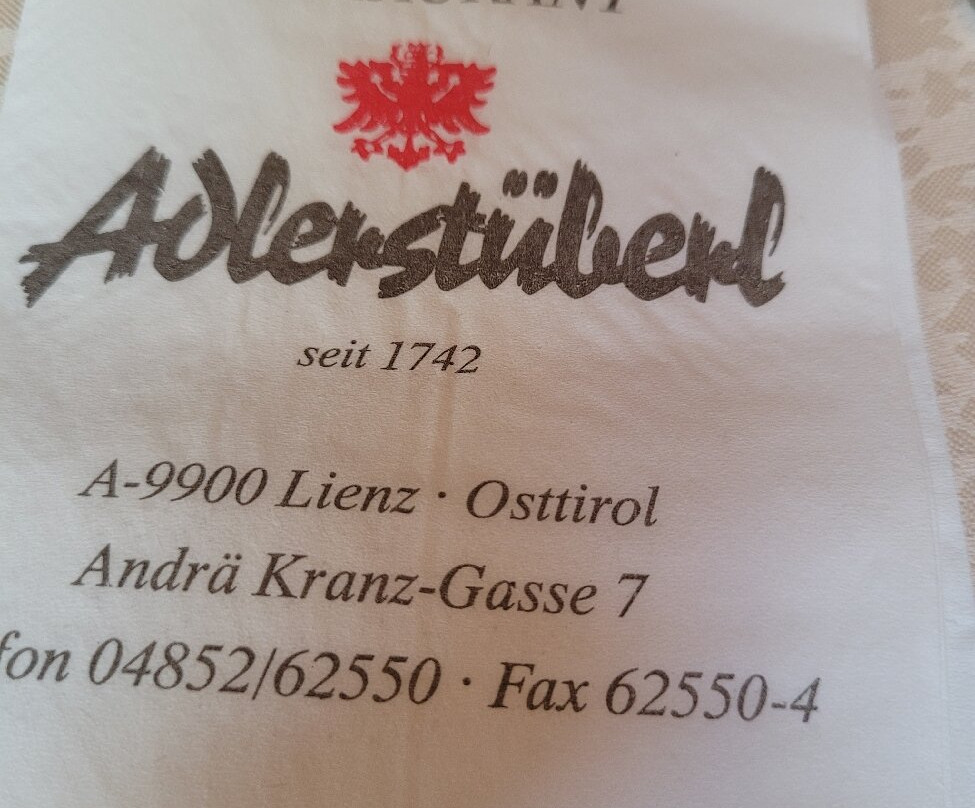 Adlerstüberl
seit 1742
A-9900 Lienz · Osttirol
Andrä Kranz-Gasse 7
fon 04852/62550 · Fax 62550-4